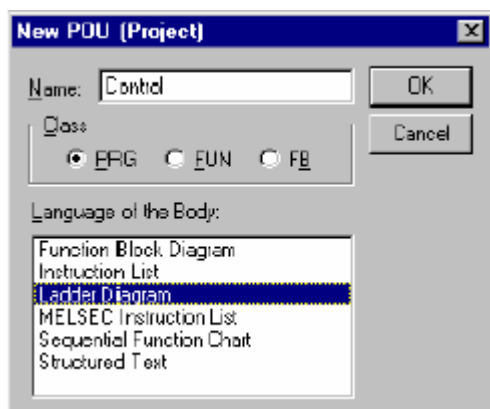 New POU (Project)
Name: Control
OK
Class
PRG FUN FB
Cancel
Language of the Body:
Function Block Diagram
Instruction List
Ladder Diagram
MELSEC Instruction List
Sequential Function Chart
Structured Text